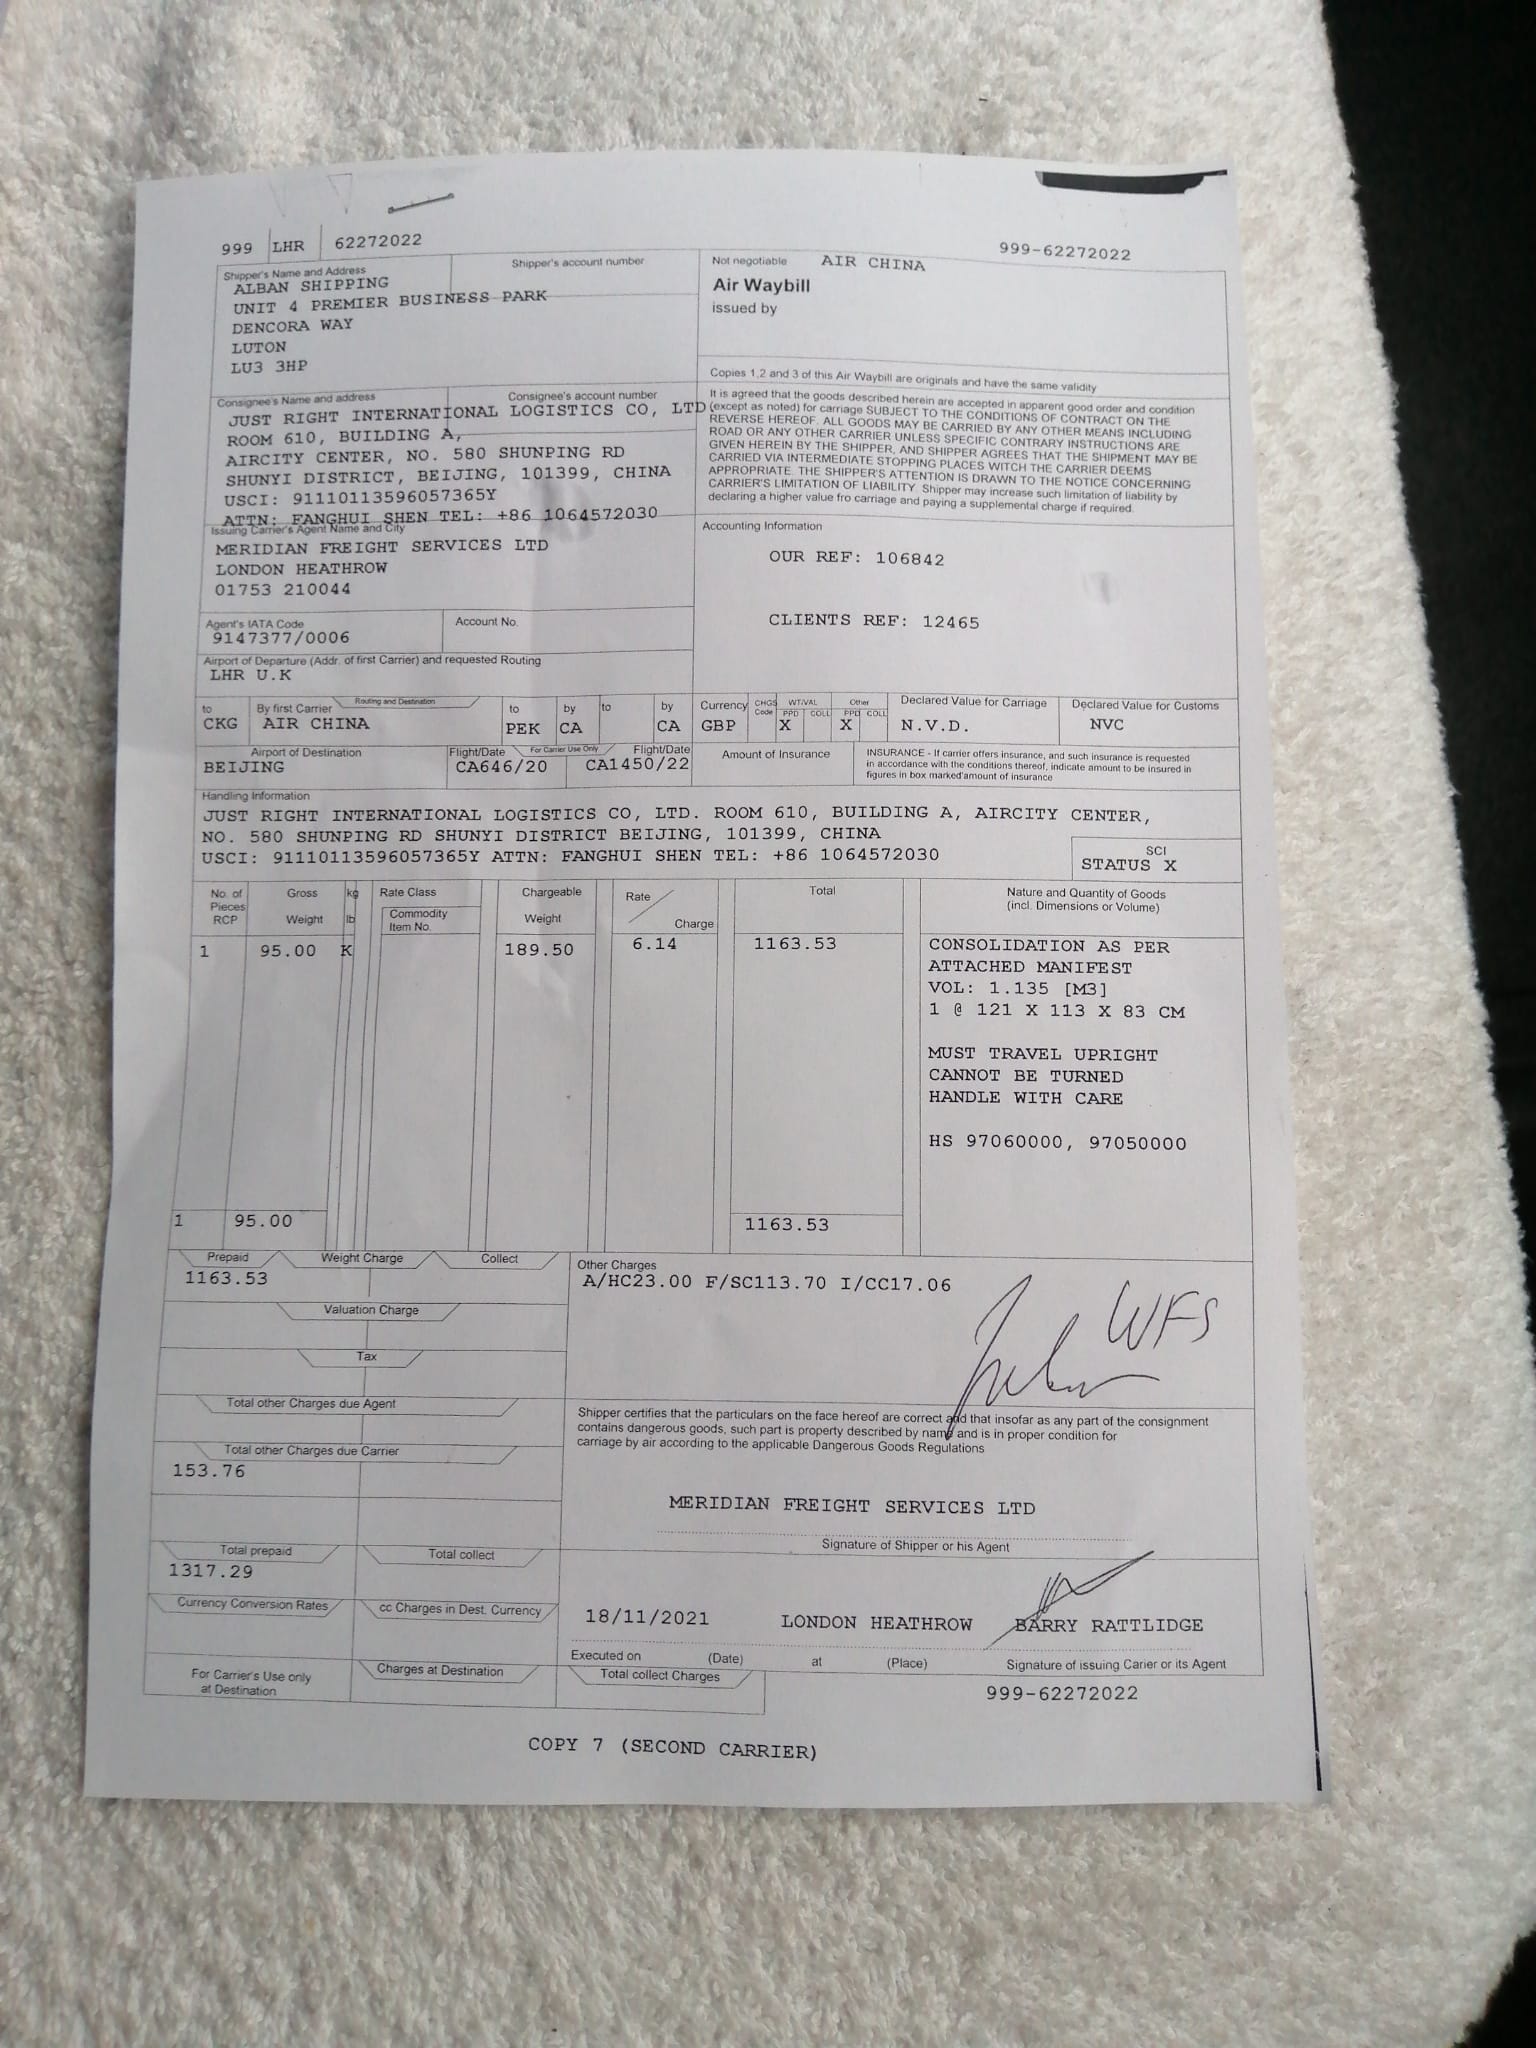 999 LHR 62272022
999-62272022
Shipper's Name and Address
Shipper's account number
ALBAN SHIPPING
UNIT 4 PREMIER BUSINESS PARK
DENCORA WAY
LUTON
LU3 3HP
Not negotiable AIR CHINA
Air Waybill
issued by
Copies 1,2 and 3 of this Air Waybill are originals and have the same validity
Consignee's Name and address
Consignee's account number
JUST RIGHT INTERNATIONAL LOGISTICS CO, LTD
ROOM 610, BUILDING A,
AIRCITY CENTER, NO. 580 SHUNPING RD
SHUNYI DISTRICT, BEIJING, 101399, CHINA
USCI: 91110113596057365Y
ATTN: FANGHUI SHEN TEL: +86 1064572030
It is agreed that the goods described herein are accepted in apparent good order and condition
(except as noted) for carriage SUBJECT TO THE CONDITIONS OF CONTRACT ON THE
REVERSE HEREOF. ALL GOODS MAY BE CARRIED BY ANY OTHER MEANS INCLUDING
ROAD OR ANY OTHER CARRIER UNLESS SPECIFIC CONTRARY INSTRUCTIONS ARE
GIVEN HEREIN BY THE SHIPPER, AND SHIPPER AGREES THAT THE SHIPMENT MAY BE
CARRIED VIA INTERMEDIATE STOPPING PLACES WITCH THE CARRIER DEEMS
APPROPRIATE. THE SHIPPER'S ATTENTION IS DRAWN TO THE NOTICE CONCERNING
CARRIER'S LIMITATION OF LIABILITY. Shipper may increase such limitation of liability by
declaring a higher value fro carriage and paying a supplemental charge if required.
Issuing Carrier's Agent Name and City
MERIDIAN FREIGHT SERVICES LTD
LONDON HEATHROW
01753 210044
Accounting Information
OUR REF: 106842
CLIENTS REF: 12465
Agent's IATA Code
9147377/0006
Account No.
Airport of Departure (Addr. of first Carrier) and requested Routing
LHR U.K
to By first Carrier Routing and Destination to by to by Currency CHGS Code WT/VAL PPD COLL Other PPD COLL Declared Value for Carriage Declared Value for Customs
CKG AIR CHINA PEK CA CA GBP X X N.V.D. NVC
Airport of Destination Flight/Date For Carrier Use Only Flight/Date Amount of Insurance
BEIJING CA646/20 CA1450/22
INSURANCE - If carrier offers insurance, and such insurance is requested
in accordance with the conditions thereof, indicate amount to be insured in
figures in box marked'amount of insurance
Handling Information
JUST RIGHT INTERNATIONAL LOGISTICS CO, LTD. ROOM 610, BUILDING A, AIRCITY CENTER,
NO. 580 SHUNPING RD SHUNYI DISTRICT BEIJING, 101399, CHINA
USCI: 91110113596057365Y ATTN: FANGHUI SHEN TEL: +86 1064572030
SCI
STATUS X
No. of Pieces RCP
Gross Weight
kg lb
Rate Class
Commodity Item No.
Chargeable Weight
Rate / Charge
Total
Nature and Quantity of Goods
(incl. Dimensions or Volume)
1 95.00 K 189.50 6.14 1163.53
CONSOLIDATION AS PER
ATTACHED MANIFEST
VOL: 1.135 [M3]
1 @ 121 X 113 X 83 CM
MUST TRAVEL UPRIGHT
CANNOT BE TURNED
HANDLE WITH CARE
HS 97060000, 97050000
1 95.00 1163.53
Prepaid Weight Charge Collect
1163.53
Valuation Charge
Tax
Total other Charges due Agent
Total other Charges due Carrier
153.76
Total prepaid Total collect
1317.29
Currency Conversion Rates cc Charges in Dest. Currency
For Carrier's Use only
at Destination
Charges at Destination
Other Charges
A/HC23.00 F/SC113.70 I/CC17.06
WFS
Shipper certifies that the particulars on the face hereof are correct and that insofar as any part of the consignment
contains dangerous goods, such part is property described by name and is in proper condition for
carriage by air according to the applicable Dangerous Goods Regulations
MERIDIAN FREIGHT SERVICES LTD
Signature of Shipper or his Agent
18/11/2021 LONDON HEATHROW BARRY RATTLIDGE
Executed on (Date) at (Place) Signature of issuing Carier or its Agent
Total collect Charges
999-62272022
COPY 7 (SECOND CARRIER)